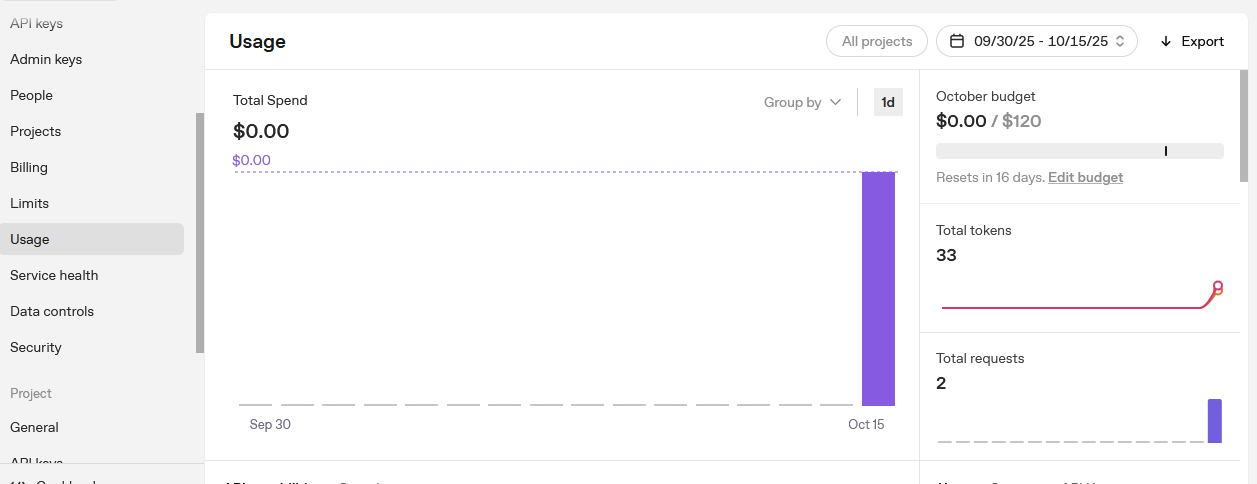 API keys
Admin keys
People
Projects
Billing
Limits
Usage
Service health
Data controls
Security
Project
General
API keys
Usage
All projects
09/30/25 - 10/15/25
Export
Total Spend
$0.00
$0.00
Group by
1d
Sep 30
Oct 15
October budget
$0.00 / $120
Resets in 16 days. Edit budget
Total tokens
33
Total requests
2